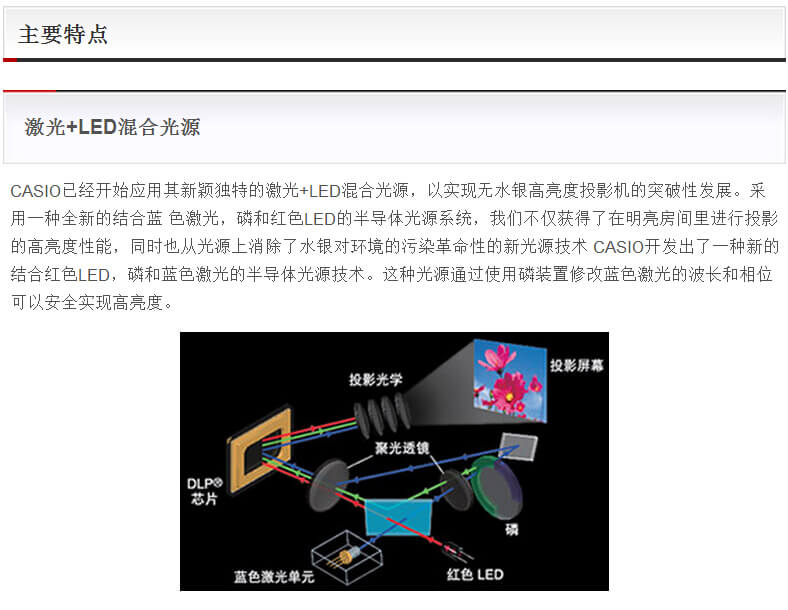 主要特点
激光+LED混合光源
CASIO已经开始应用其新颖独特的激光+LED混合光源，以实现无水银高亮度投影机的突破性发展。采
用一种全新的结合蓝 色激光，磷和红色LED的半导体光源系统，我们不仅获得了在明亮房间里进行投影
的高亮度性能，同时也从光源上消除了水银对环境的污染革命性的新光源技术 CASIO开发出了一种新的
结合红色LED，磷和蓝色激光的半导体光源技术。这种光源通过使用磷装置修改蓝色激光的波长和相位
可以安全实现高亮度。
投影光学
投影屏幕
聚光透镜
DLP®
芯片
磷
蓝色激光单元
红色 LED